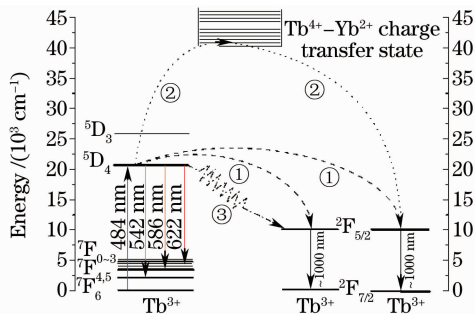 Tb4+−Yb2+ charge
transfer state
Energy /(10³ cm−1)
45
40
35
30
25
20
15
10
5
0
45
40
35
30
25
20
15
10
5
0
②
②
①
①
③
⁵D₃
⁵D₄
484 nm
542 nm
586 nm
622 nm
⁷F₀~₃
⁷F₄,₅
⁷F₆
²F₅/₂
²F₇/₂
~1000 nm
~1000 nm
Tb3+
Tb3+
Tb3+